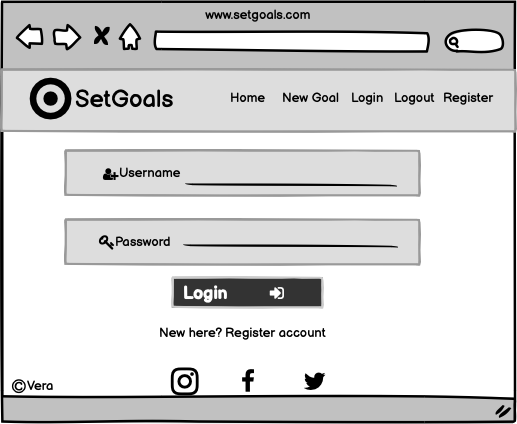 www.setgoals.com
SetGoals Home New Goal Login Logout Register
Username
Password
Login
New here? Register account
©Vera